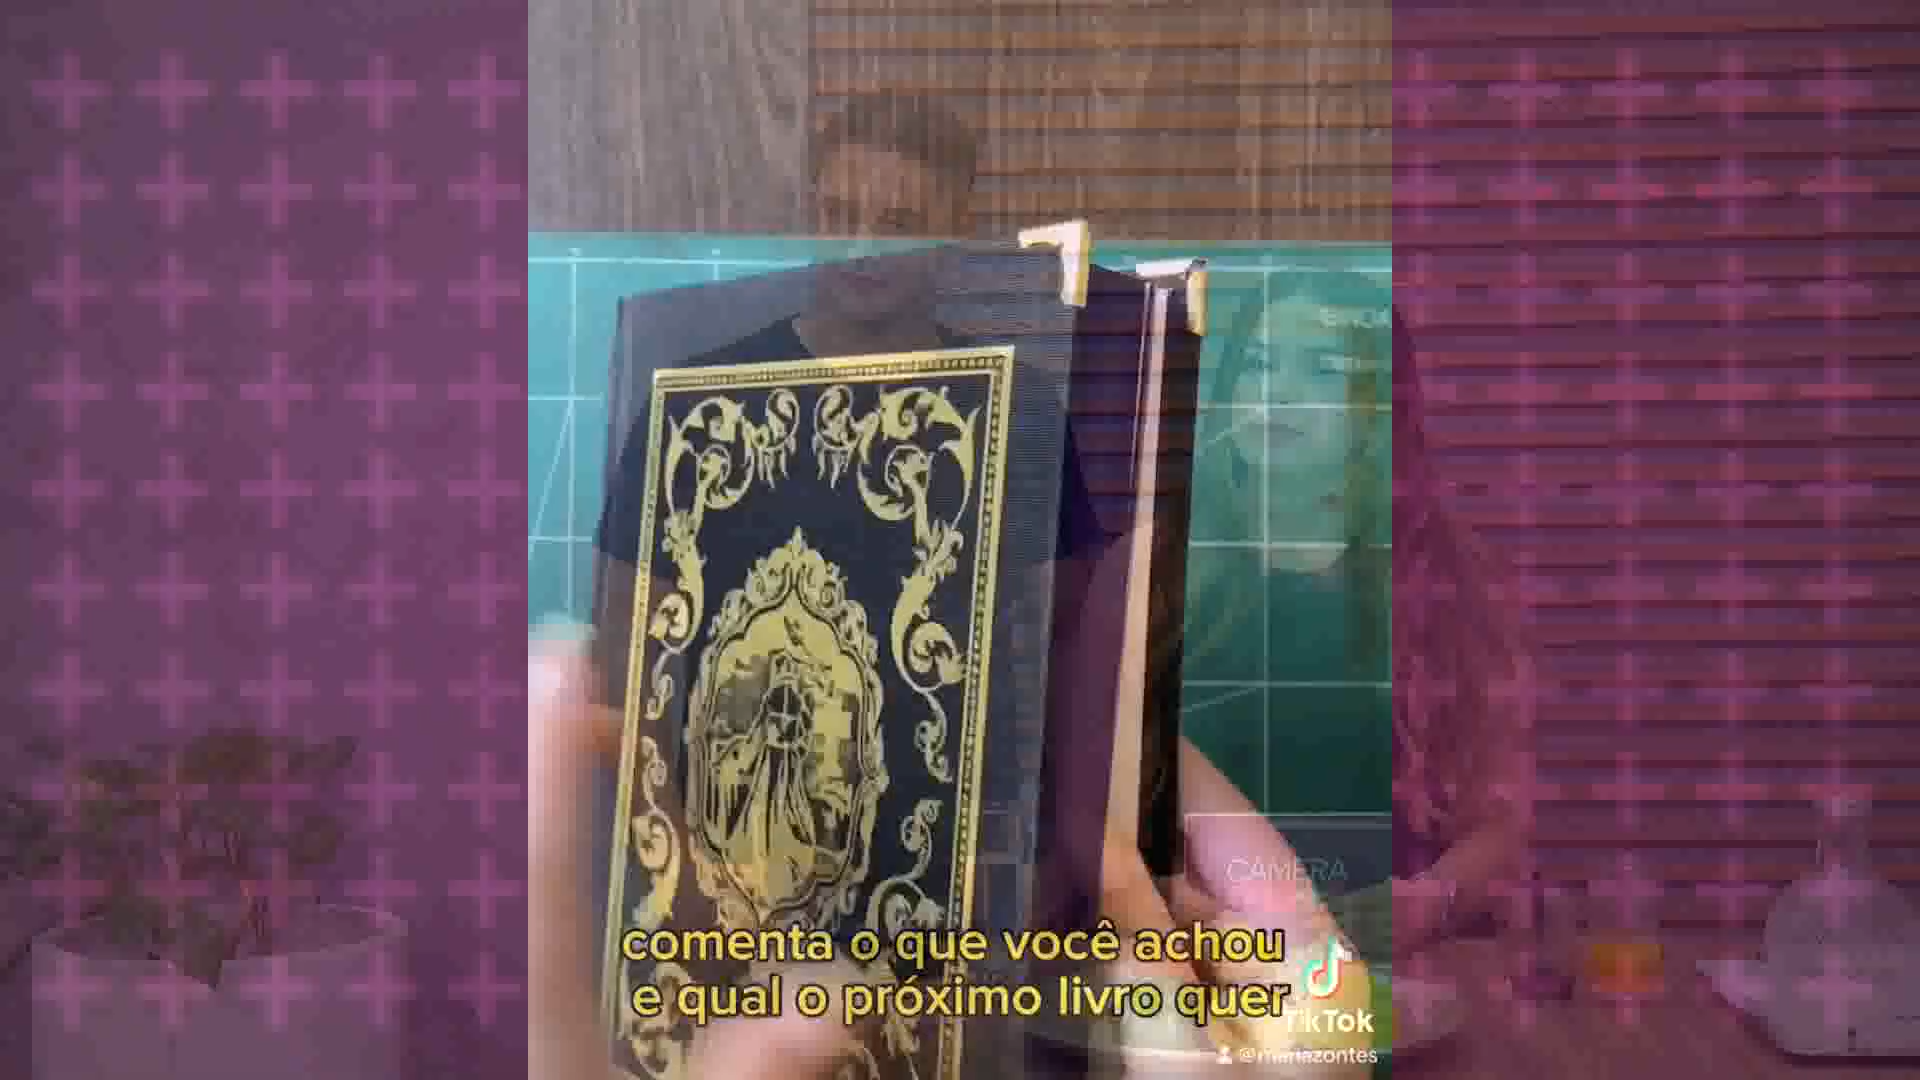 comenta o que você achou
e qual o próximo livro quer
CAMERA
TikTok
@mariazontes